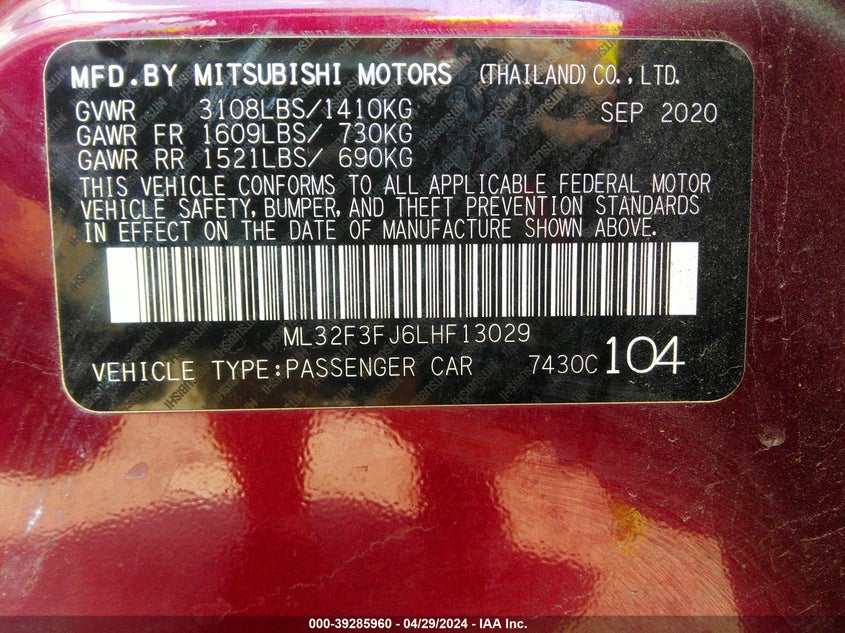 MFD.BY MITSUBISHI MOTORS (THAILAND)CO.,LTD.
GVWR 3108LBS/1410KG SEP 2020
GAWR FR 1609LBS/ 730KG
GAWR RR 1521LBS/ 690KG
THIS VEHICLE CONFORMS TO ALL APPLICABLE FEDERAL MOTOR
VEHICLE SAFETY, BUMPER, AND THEFT PREVENTION STANDARDS
IN EFFECT ON THE DATE OF MANUFACTURE SHOWN ABOVE.
ML32F3FJ6LHF13029
VEHICLE TYPE:PASSENGER CAR 7430C 104
000-39285960 - 04/29/2024 - IAA Inc.